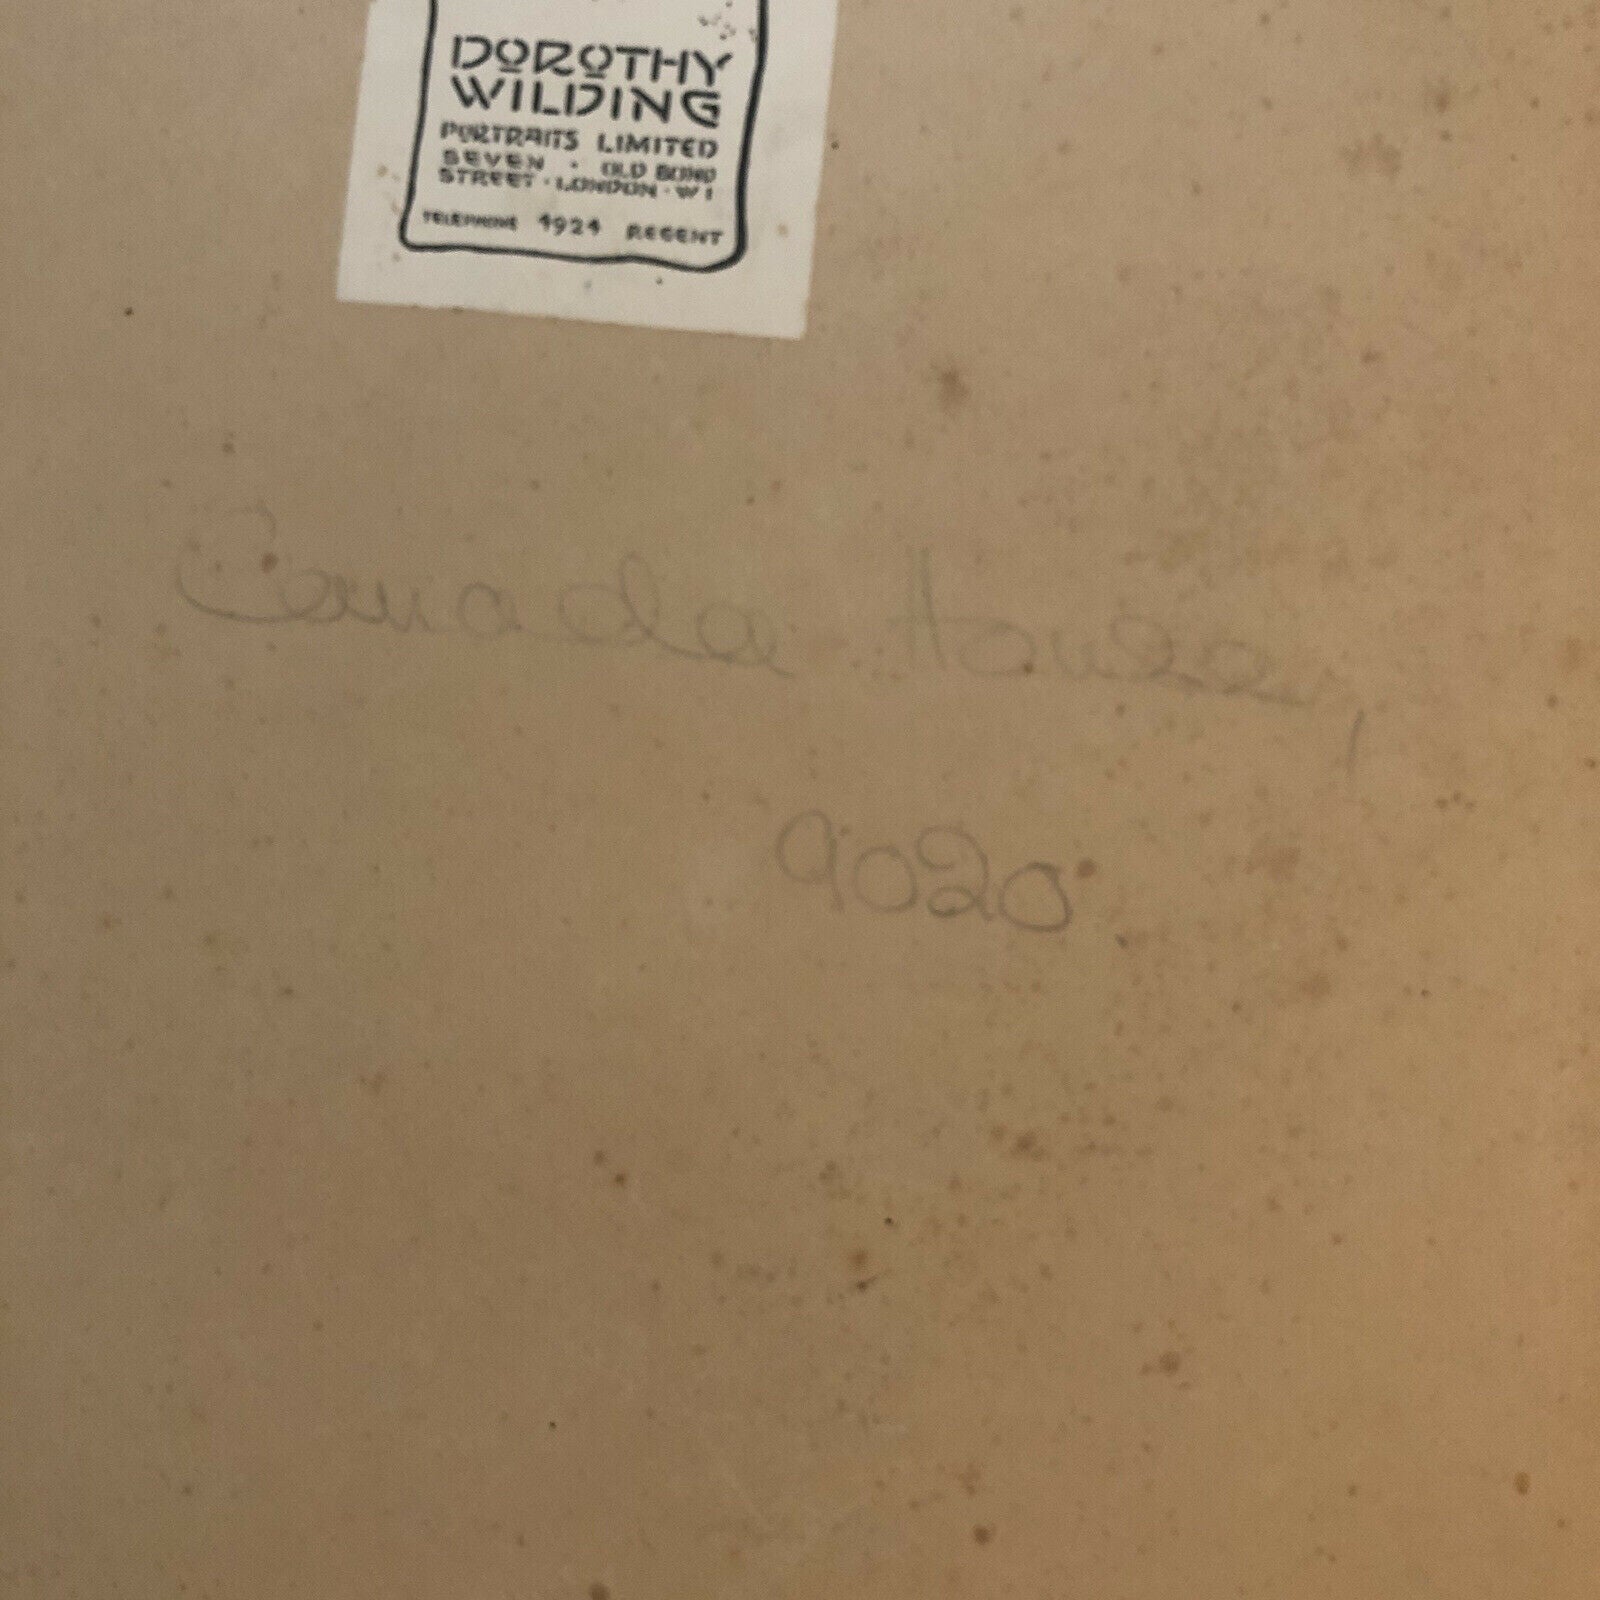 DOROTHY
WILDING
PORTRAITS LIMITED
SEVEN · OLD BOND
STREET · LONDON · W1
TELEPHONE 4924 REGENT
Canada House,
9020